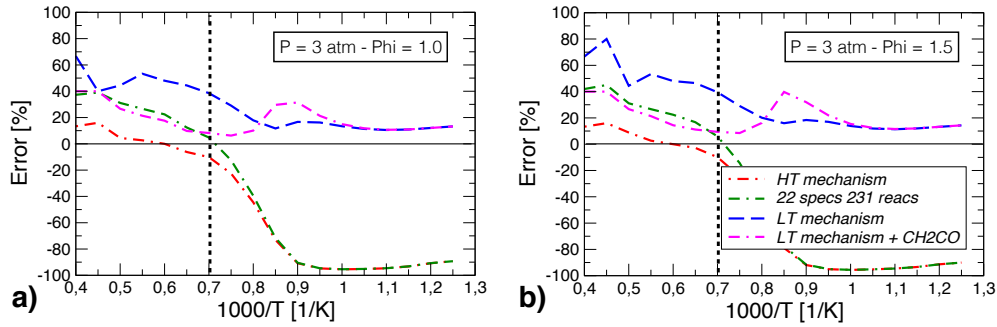 P = 3 atm - Phi = 1.0
Error [%]
100
80
60
40
20
0
-20
-40
-60
-80
-100
0,4 0,5 0,6 0,7 0,8 0,9 1 1,1 1,2 1,3
1000/T [1/K]
a)
P = 3 atm - Phi = 1.5
Error [%]
100
80
60
40
20
0
-20
-40
-60
-80
-100
HT mechanism
22 specs 231 reacs
LT mechanism
LT mechanism + CH2CO
0,4 0,5 0,6 0,7 0,8 0,9 1 1,1 1,2 1,3
1000/T [1/K]
b)